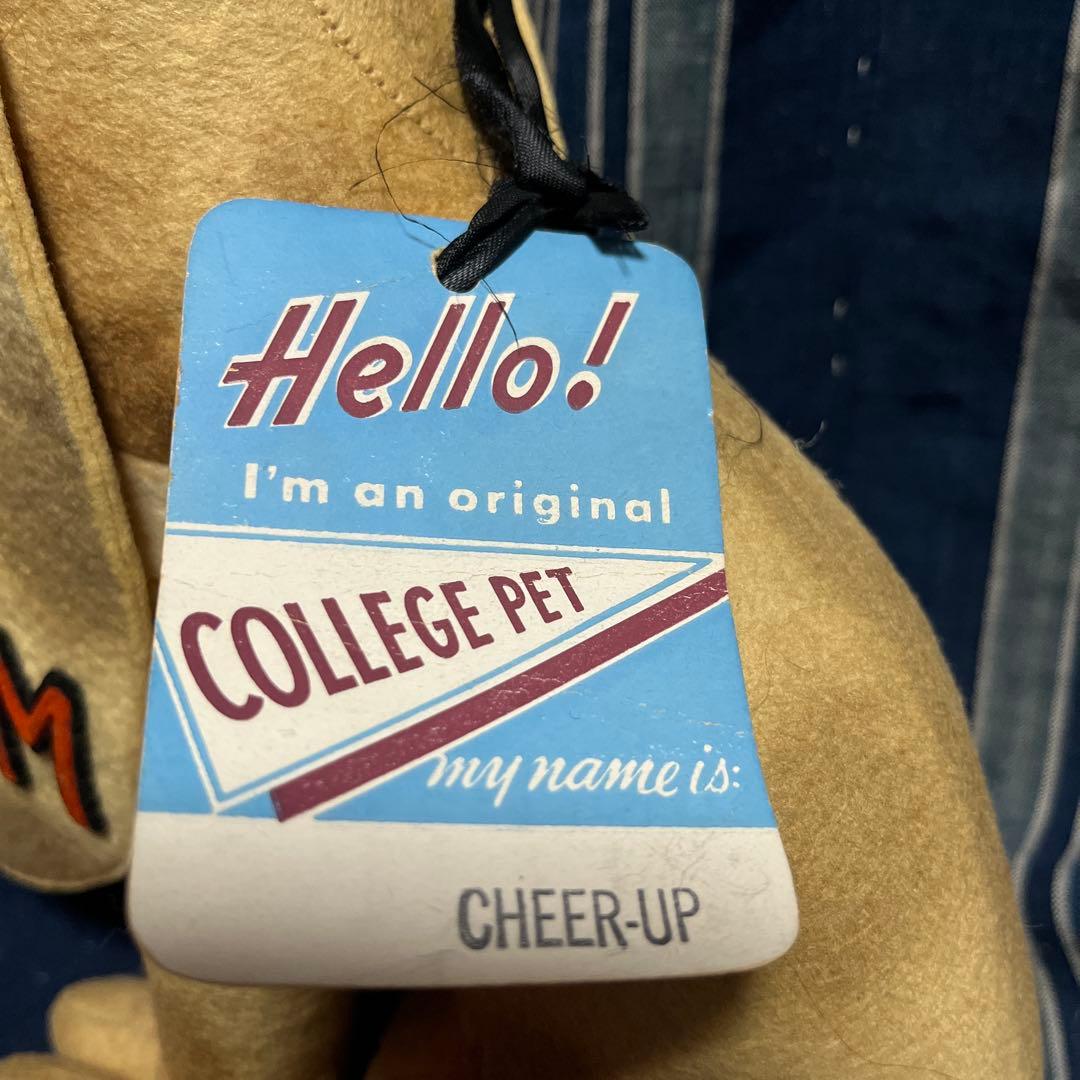 Hello!
I'm an original
COLLEGE PET
my name is:
CHEER-UP
M